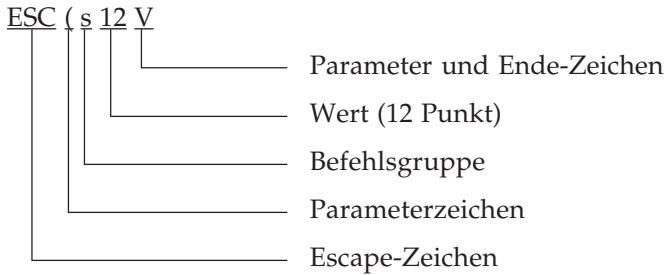 ESC ( s 12 V
Parameter und Ende-Zeichen
Wert (12 Punkt)
Befehlsgruppe
Parameterzeichen
Escape-Zeichen